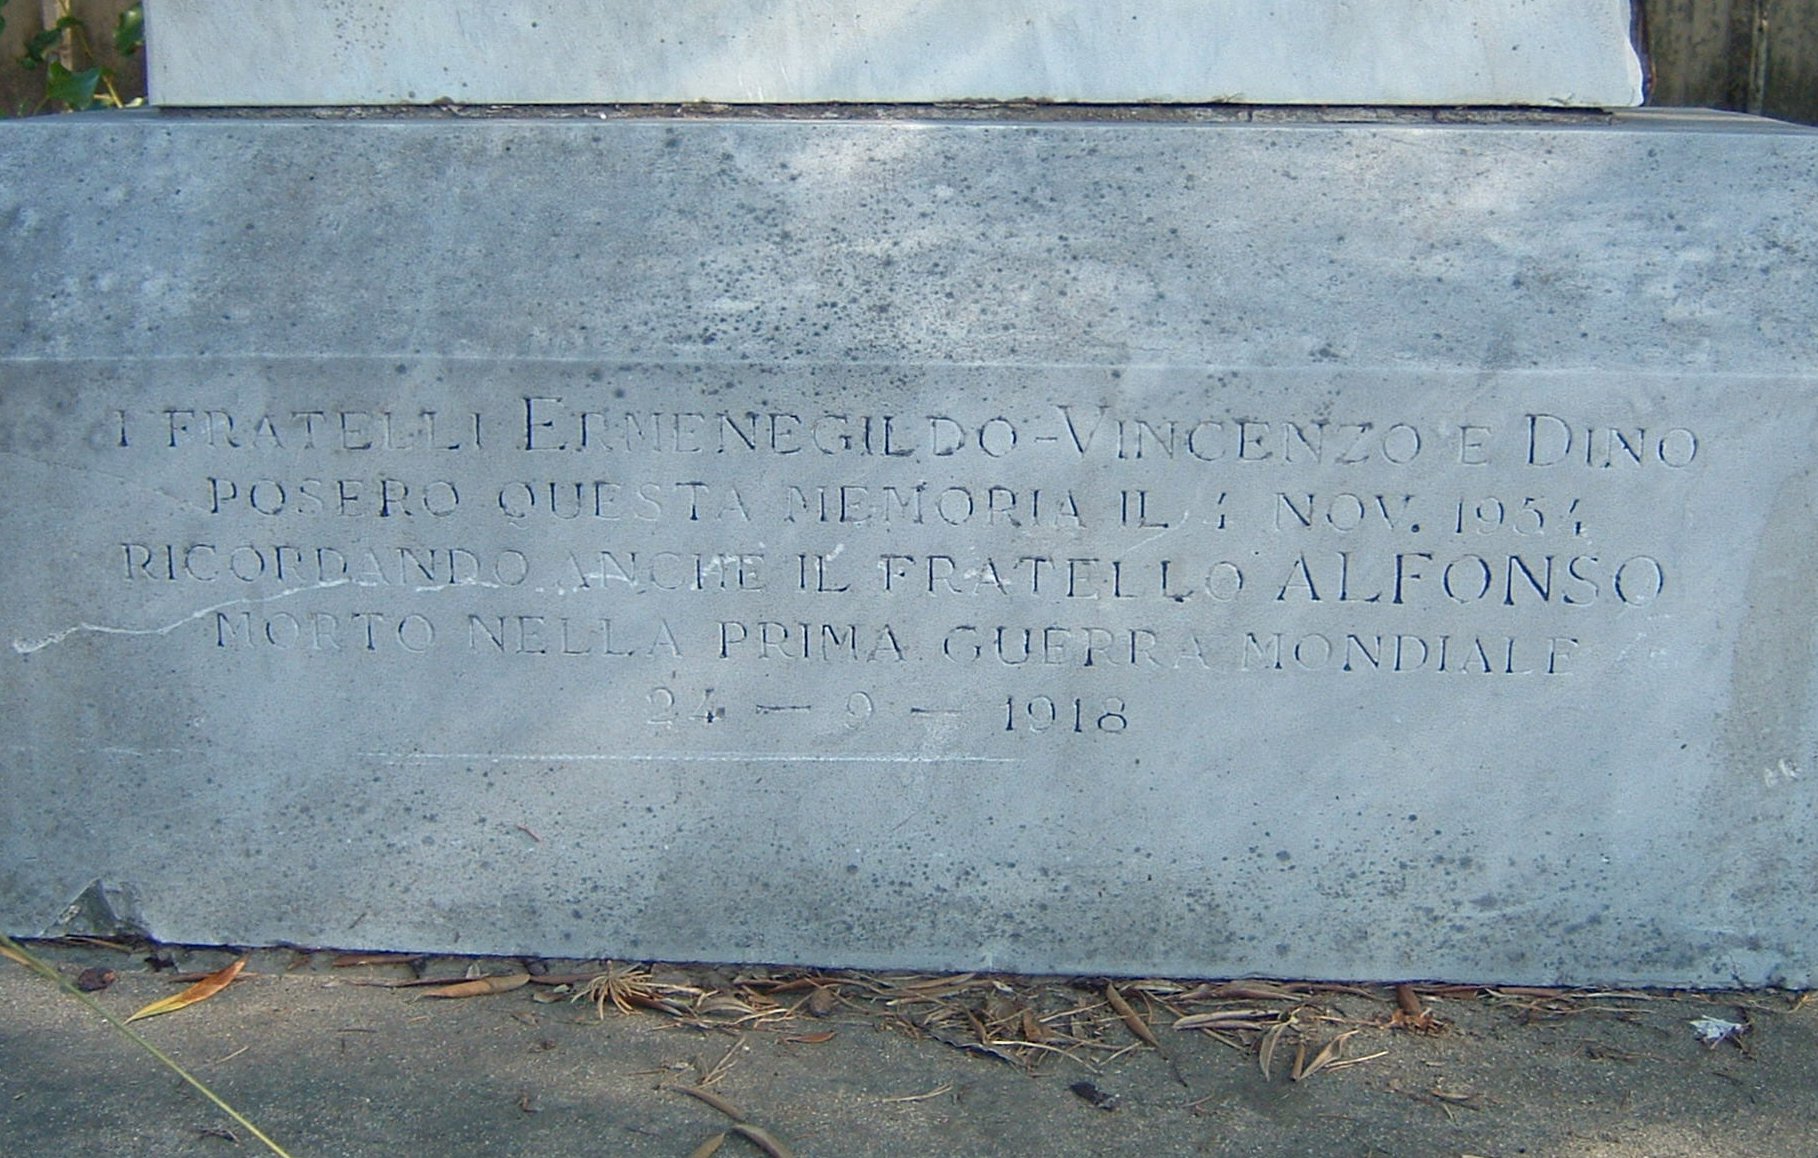 I FRATELLI ERMENEGILDO-VINCENZO E DINO
POSERO QUESTA MEMORIA IL 4 NOV. 1954
RICORDANDO ANCHE IL FRATELLO ALFONSO
MORTO NELLA PRIMA GUERRA MONDIALE
24 — 9 — 1918